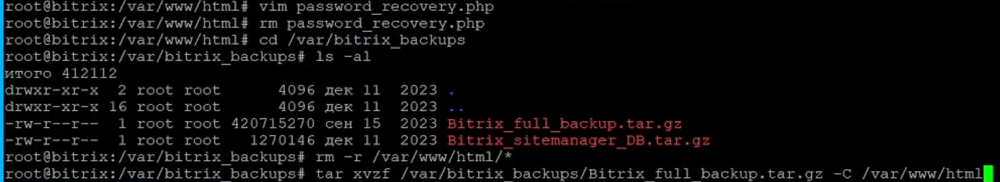 root@bitrix:/var/www/html# vim password_recovery.php
root@bitrix:/var/www/html# rm password_recovery.php
root@bitrix:/var/www/html# cd /var/bitrix_backups
root@bitrix:/var/bitrix_backups# ls -al
итого 412112
drwxr-xr-x  2 root root      4096 дек 11  2023 .
drwxr-xr-x 16 root root      4096 дек 11  2023 ..
-rw-r--r--  1 root root 420715270 сен 15  2023 Bitrix_full_backup.tar.gz
-rw-r--r--  1 root root   1270146 дек 11  2023 Bitrix_sitemanager_DB.tar.gz
root@bitrix:/var/bitrix_backups# rm -r /var/www/html/*
root@bitrix:/var/bitrix_backups# tar xvzf /var/bitrix_backups/Bitrix_full_backup.tar.gz -C /var/www/html